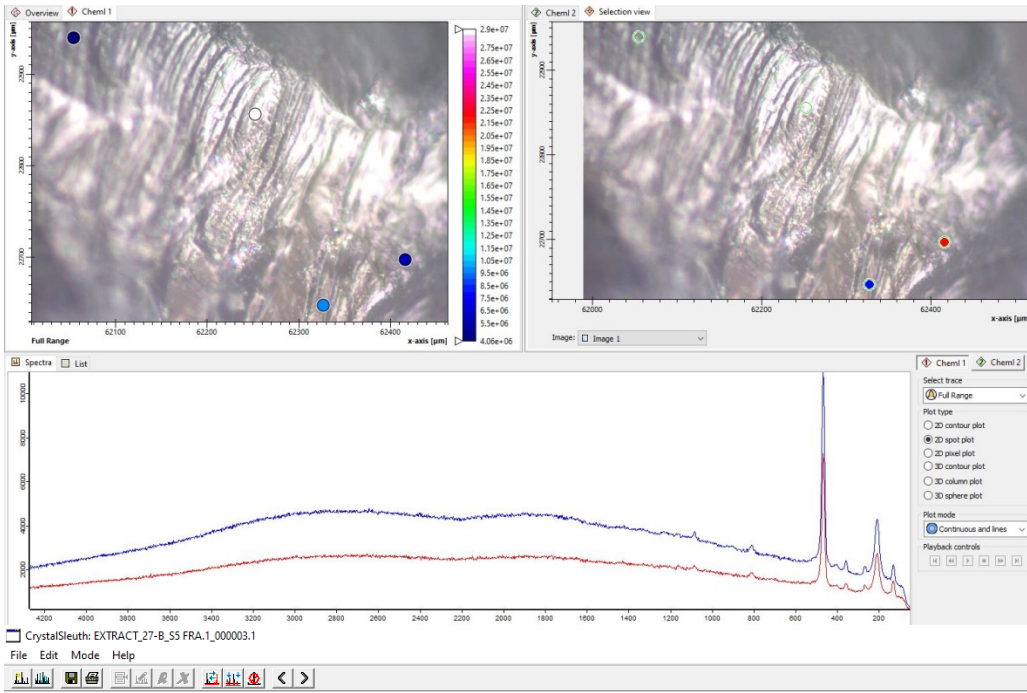 Overview Cheml 1
y-axis [µm]
22900
22800
22700
62100 62200 62300 62400
Full Range x-axis [µm]
2.9e+07
2.75e+07
2.65e+07
2.55e+07
2.45e+07
2.35e+07
2.25e+07
2.15e+07
2.05e+07
1.95e+07
1.85e+07
1.75e+07
1.65e+07
1.55e+07
1.45e+07
1.35e+07
1.25e+07
1.15e+07
1.05e+07
9.5e+06
8.5e+06
7.5e+06
6.5e+06
5.5e+06
4.06e+06
Cheml 2 Selection view
y-axis [µm]
22900
22800
22700
62000 62200 62400
x-axis [µm]
Image: Image 1
Spectra List
10000
8000
6000
4000
2000
4200 4000 3800 3600 3400 3200 3000 2800 2600 2400 2200 2000 1800 1600 1400 1200 1000 800 600 400 200
Cheml 1 Cheml 2
Select trace
Full Range
Plot type
2D contour plot
2D spot plot
2D pixel plot
3D contour plot
3D column plot
3D sphere plot
Plot mode
Continuous and lines
Playback controls
CrystalSleuth: EXTRACT_27-B_S5 FRA.1_000003.1
File Edit Mode Help